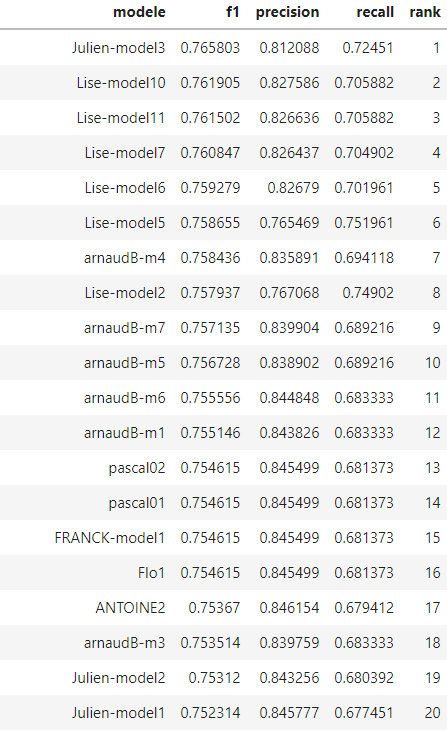 modele f1 precision recall rank
Julien-model3 0.765803 0.812088 0.72451 1
Lise-model10 0.761905 0.827586 0.705882 2
Lise-model11 0.761502 0.826636 0.705882 3
Lise-model7 0.760847 0.826437 0.704902 4
Lise-model6 0.759279 0.82679 0.701961 5
Lise-model5 0.758655 0.765469 0.751961 6
arnaudB-m4 0.758436 0.835891 0.694118 7
Lise-model2 0.757937 0.767068 0.74902 8
arnaudB-m7 0.757135 0.839904 0.689216 9
arnaudB-m5 0.756728 0.838902 0.689216 10
arnaudB-m6 0.755556 0.844848 0.683333 11
arnaudB-m1 0.755146 0.843826 0.683333 12
pascal02 0.754615 0.845499 0.681373 13
pascal01 0.754615 0.845499 0.681373 14
FRANCK-model1 0.754615 0.845499 0.681373 15
Flo1 0.754615 0.845499 0.681373 16
ANTOINE2 0.75367 0.846154 0.679412 17
arnaudB-m3 0.753514 0.839759 0.683333 18
Julien-model2 0.75312 0.843256 0.680392 19
Julien-model1 0.752314 0.845777 0.677451 20